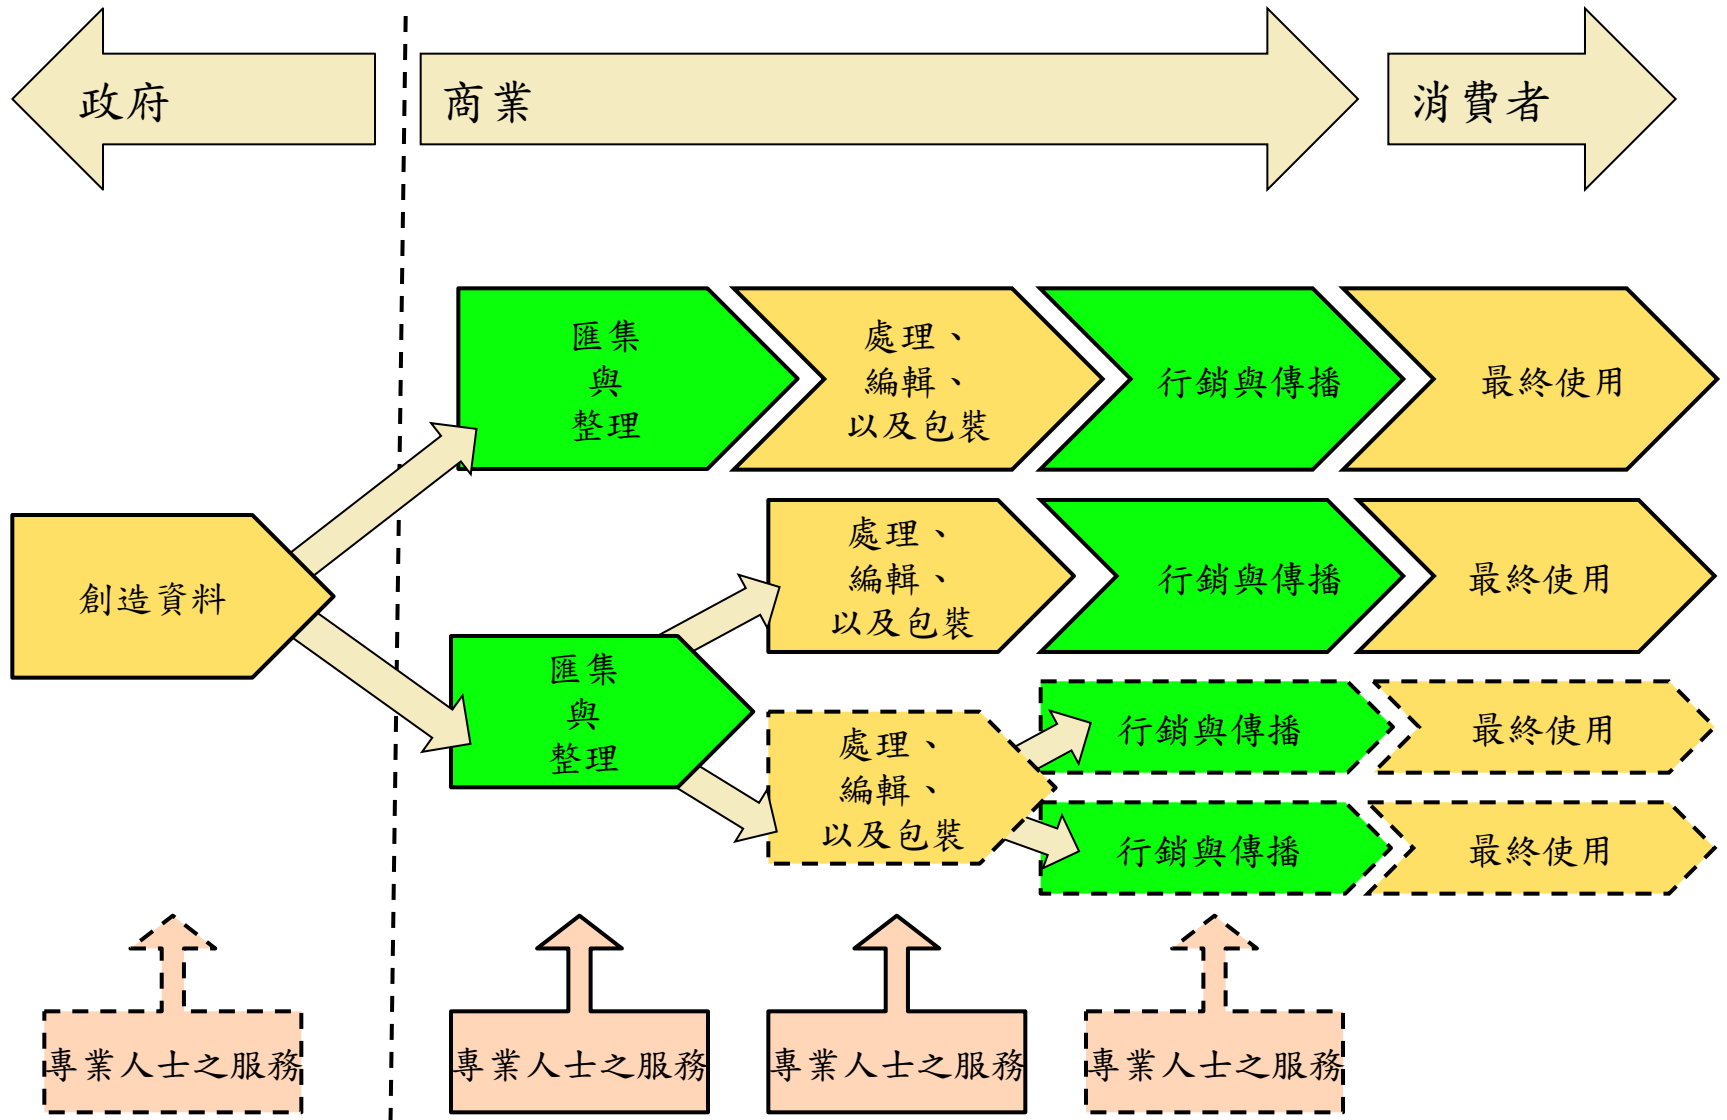 政府
商業
消費者
匯集
與
整理
處理、
編輯、
以及包裝
行銷與傳播
最終使用
創造資料
處理、
編輯、
以及包裝
行銷與傳播
最終使用
匯集
與
整理
處理、
編輯、
以及包裝
行銷與傳播
最終使用
行銷與傳播
最終使用
專業人士之服務
專業人士之服務
專業人士之服務
專業人士之服務